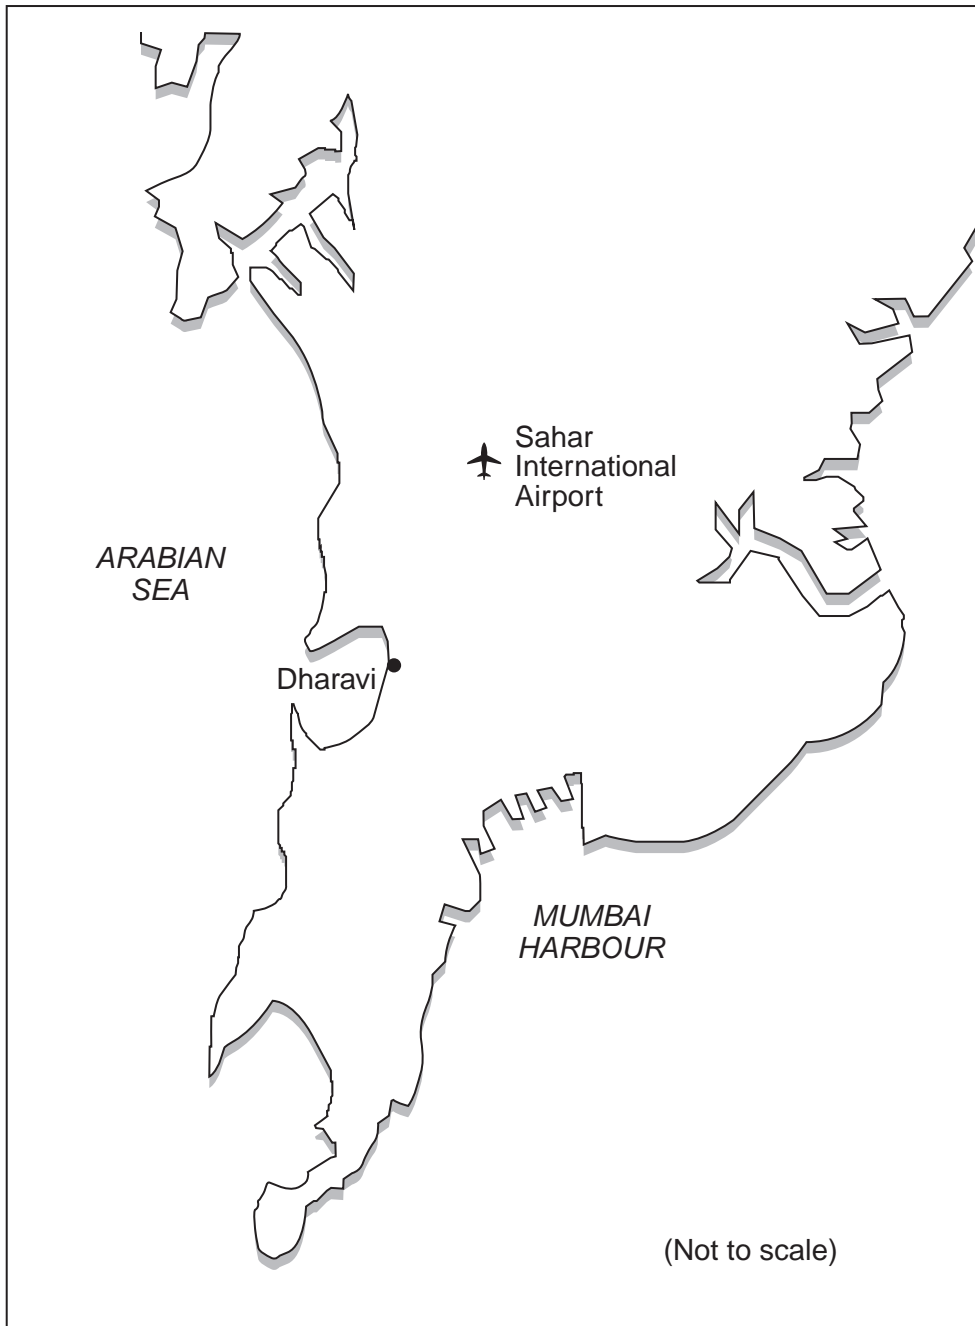 Sahar
International
Airport
ARABIAN
SEA
Dharavi
MUMBAI
HARBOUR
(Not to scale)